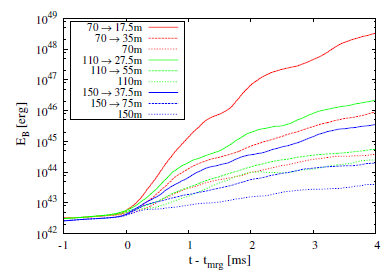 10^49
10^48
10^47
10^46
10^45
10^44
10^43
10^42
E_B [erg]
70 → 17.5m
70 → 35m
70m
110 → 27.5m
110 → 55m
110m
150 → 37.5m
150 → 75m
150m
-1 0 1 2 3 4
t - t_mrg [ms]